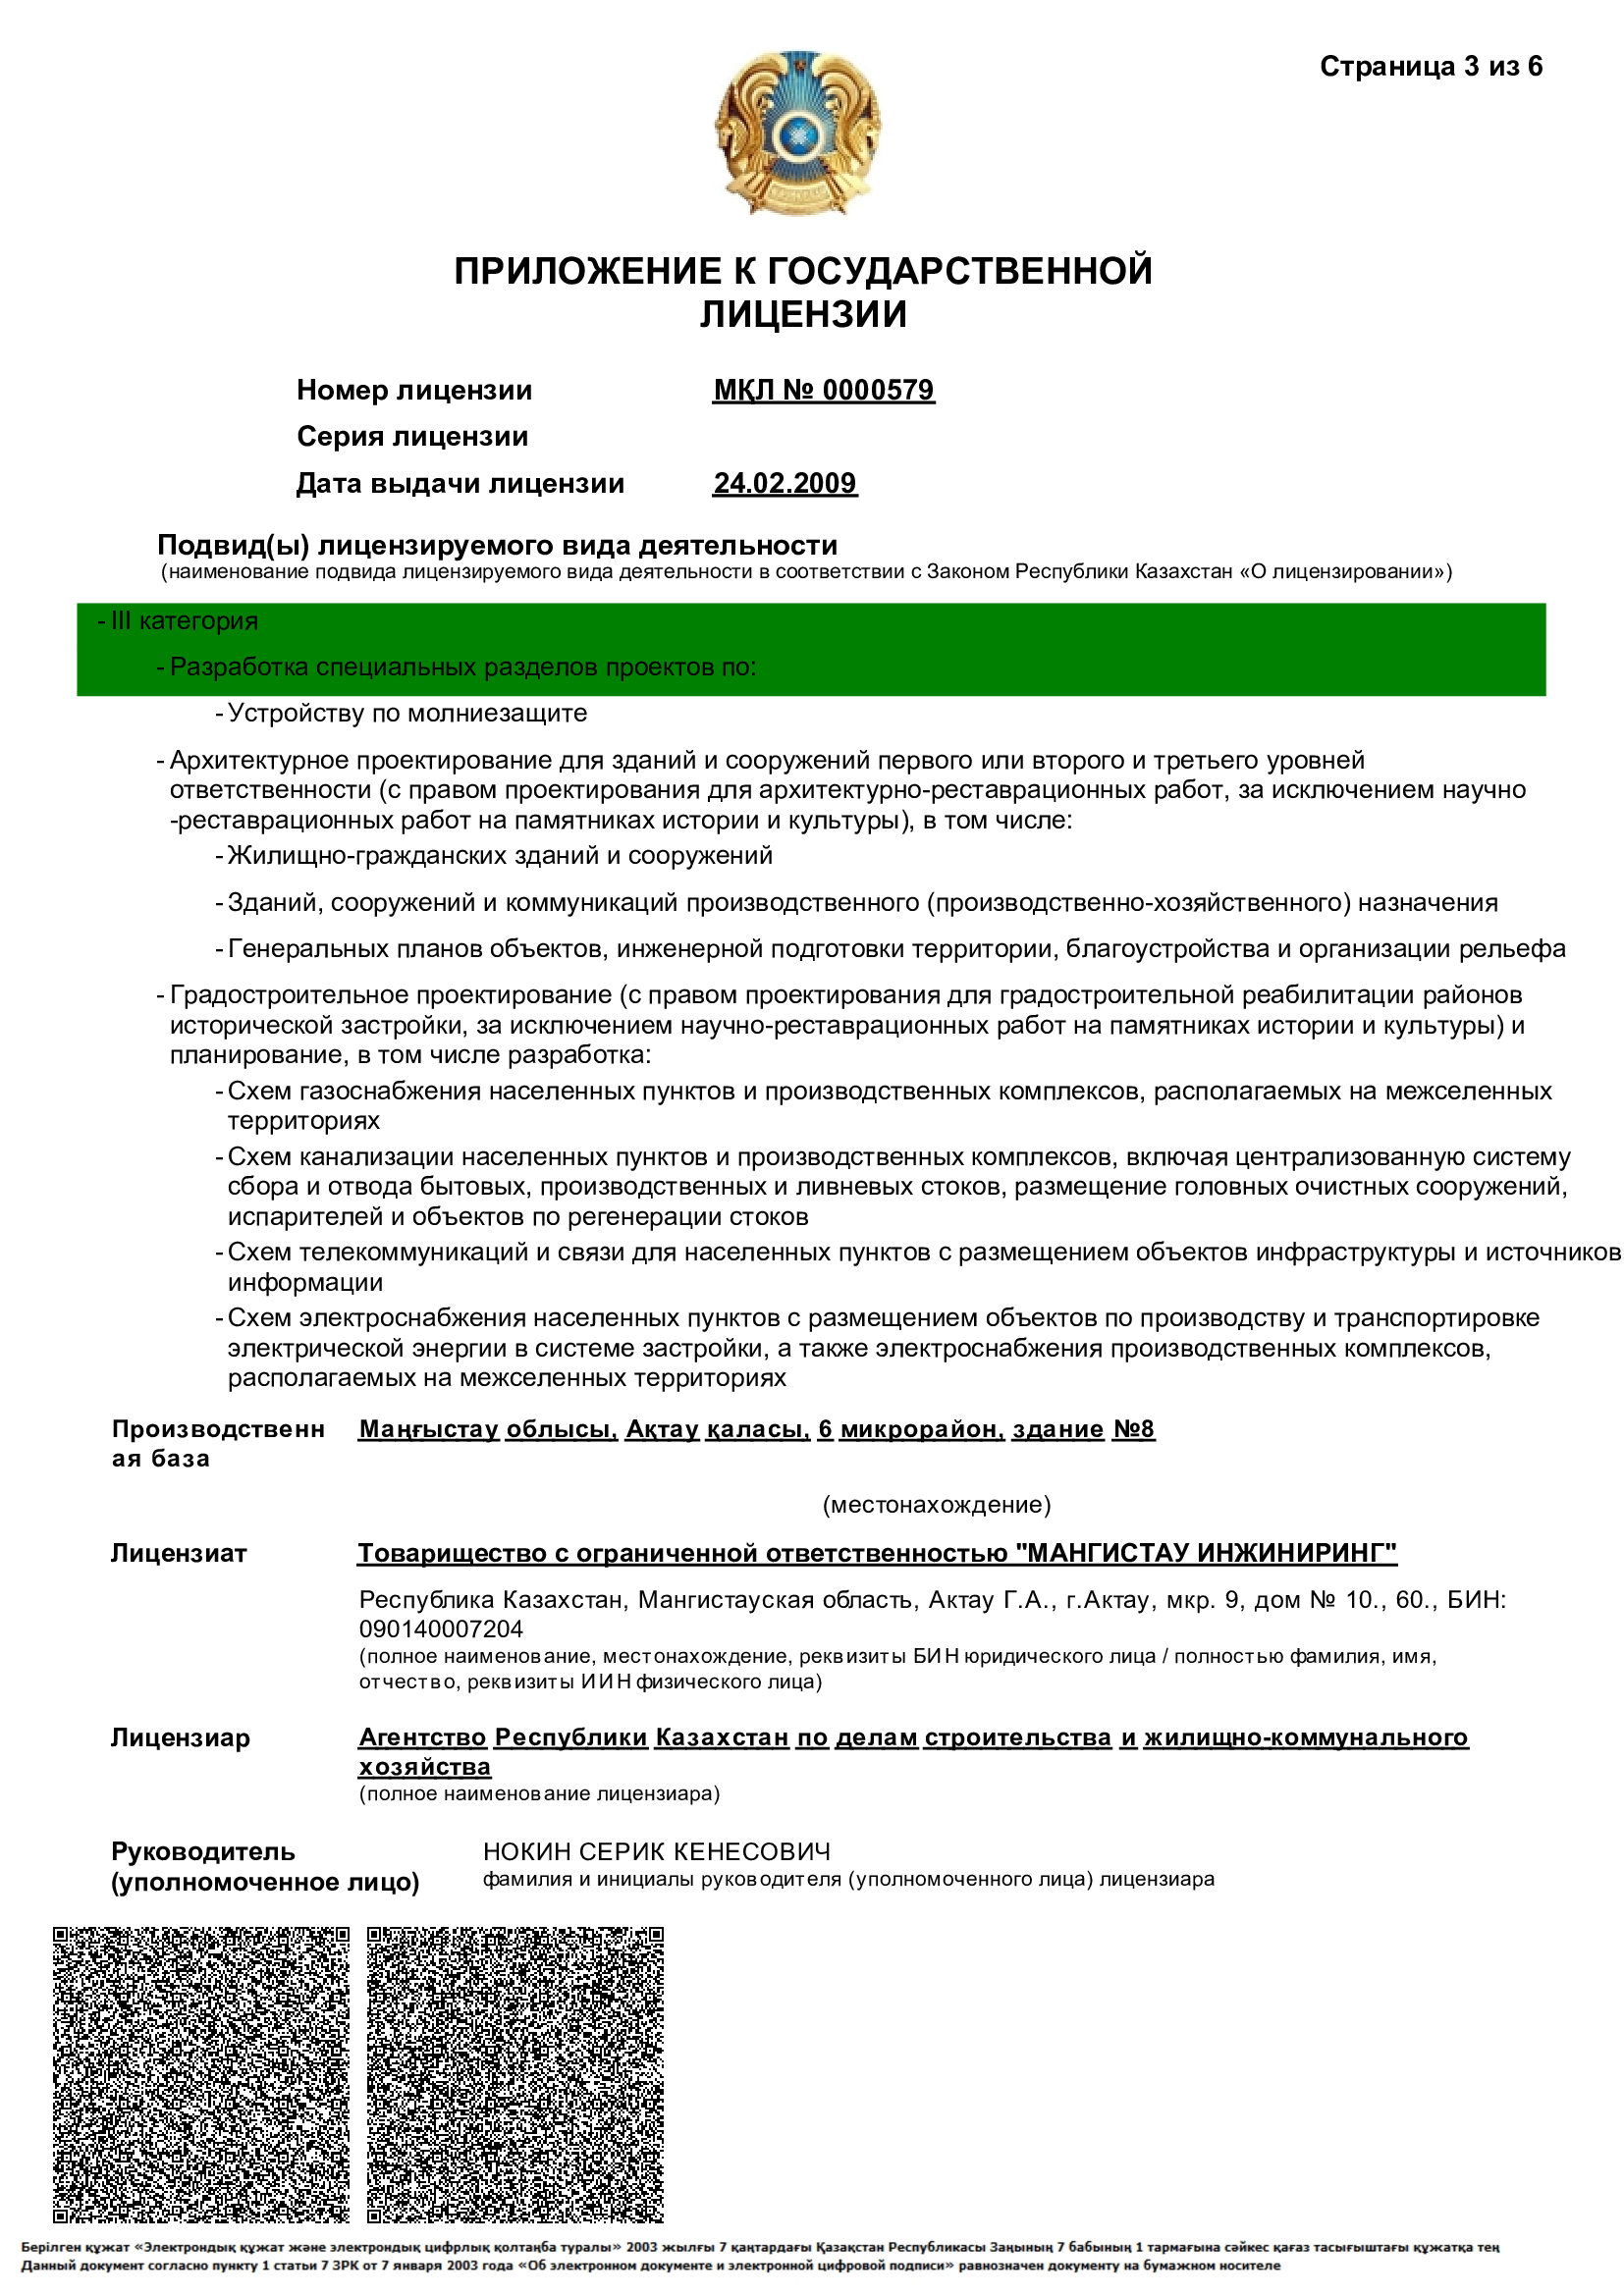 Страница 3 из 6
ПРИЛОЖЕНИЕ К ГОСУДАРСТВЕННОЙ
ЛИЦЕНЗИИ
Номер лицензии МҚЛ № 0000579
Серия лицензии
Дата выдачи лицензии 24.02.2009
Подвид(ы) лицензируемого вида деятельности
(наименование подвида лицензируемого вида деятельности в соответствии с Законом Республики Казахстан «О лицензировании»)
- III категория
- Разработка специальных разделов проектов по:
- Устройству по молниезащите
- Архитектурное проектирование для зданий и сооружений первого или второго и третьего уровней
ответственности (с правом проектирования для архитектурно-реставрационных работ, за исключением научно
-реставрационных работ на памятниках истории и культуры), в том числе:
- Жилищно-гражданских зданий и сооружений
- Зданий, сооружений и коммуникаций производственного (производственно-хозяйственного) назначения
- Генеральных планов объектов, инженерной подготовки территории, благоустройства и организации рельефа
- Градостроительное проектирование (с правом проектирования для градостроительной реабилитации районов
исторической застройки, за исключением научно-реставрационных работ на памятниках истории и культуры) и
планирование, в том числе разработка:
- Схем газоснабжения населенных пунктов и производственных комплексов, располагаемых на межселенных
территориях
- Схем канализации населенных пунктов и производственных комплексов, включая централизованную систему
сбора и отвода бытовых, производственных и ливневых стоков, размещение головных очистных сооружений,
испарителей и объектов по регенерации стоков
- Схем телекоммуникаций и связи для населенных пунктов с размещением объектов инфраструктуры и источников
информации
- Схем электроснабжения населенных пунктов с размещением объектов по производству и транспортировке
электрической энергии в системе застройки, а также электроснабжения производственных комплексов,
располагаемых на межселенных территориях
Производственн Маңғыстау облысы, Ақтау қаласы, 6 микрорайон, здание №8
ая база
(местонахождение)
Лицензиат Товарищество с ограниченной ответственностью "МАНГИСТАУ ИНЖИНИРИНГ"
Республика Казахстан, Мангистауская область, Актау Г.А., г.Актау, мкр. 9, дом № 10., 60., БИН:
090140007204
(полное наименование, местонахождение, реквизиты БИН юридического лица / полностью фамилия, имя,
отчество, реквизиты ИИН физического лица)
Лицензиар Агентство Республики Казахстан по делам строительства и жилищно-коммунального
хозяйства
(полное наименование лицензиара)
Руководитель НОКИН СЕРИК КЕНЕСОВИЧ
(уполномоченное лицо) фамилия и инициалы руководителя (уполномоченного лица) лицензиара
Берілген құжат «Электрондық құжат және электрондық цифрлық қолтаңба туралы» 2003 жылғы 7 қаңтардағы Қазақстан Республикасы Заңының 7 бабының 1 тармағына сәйкес қағаз тасығыштағы құжатқа тең
Данный документ согласно пункту 1 статьи 7 ЗРК от 7 января 2003 года «Об электронном документе и электронной цифровой подписи» равнозначен документу на бумажном носителе